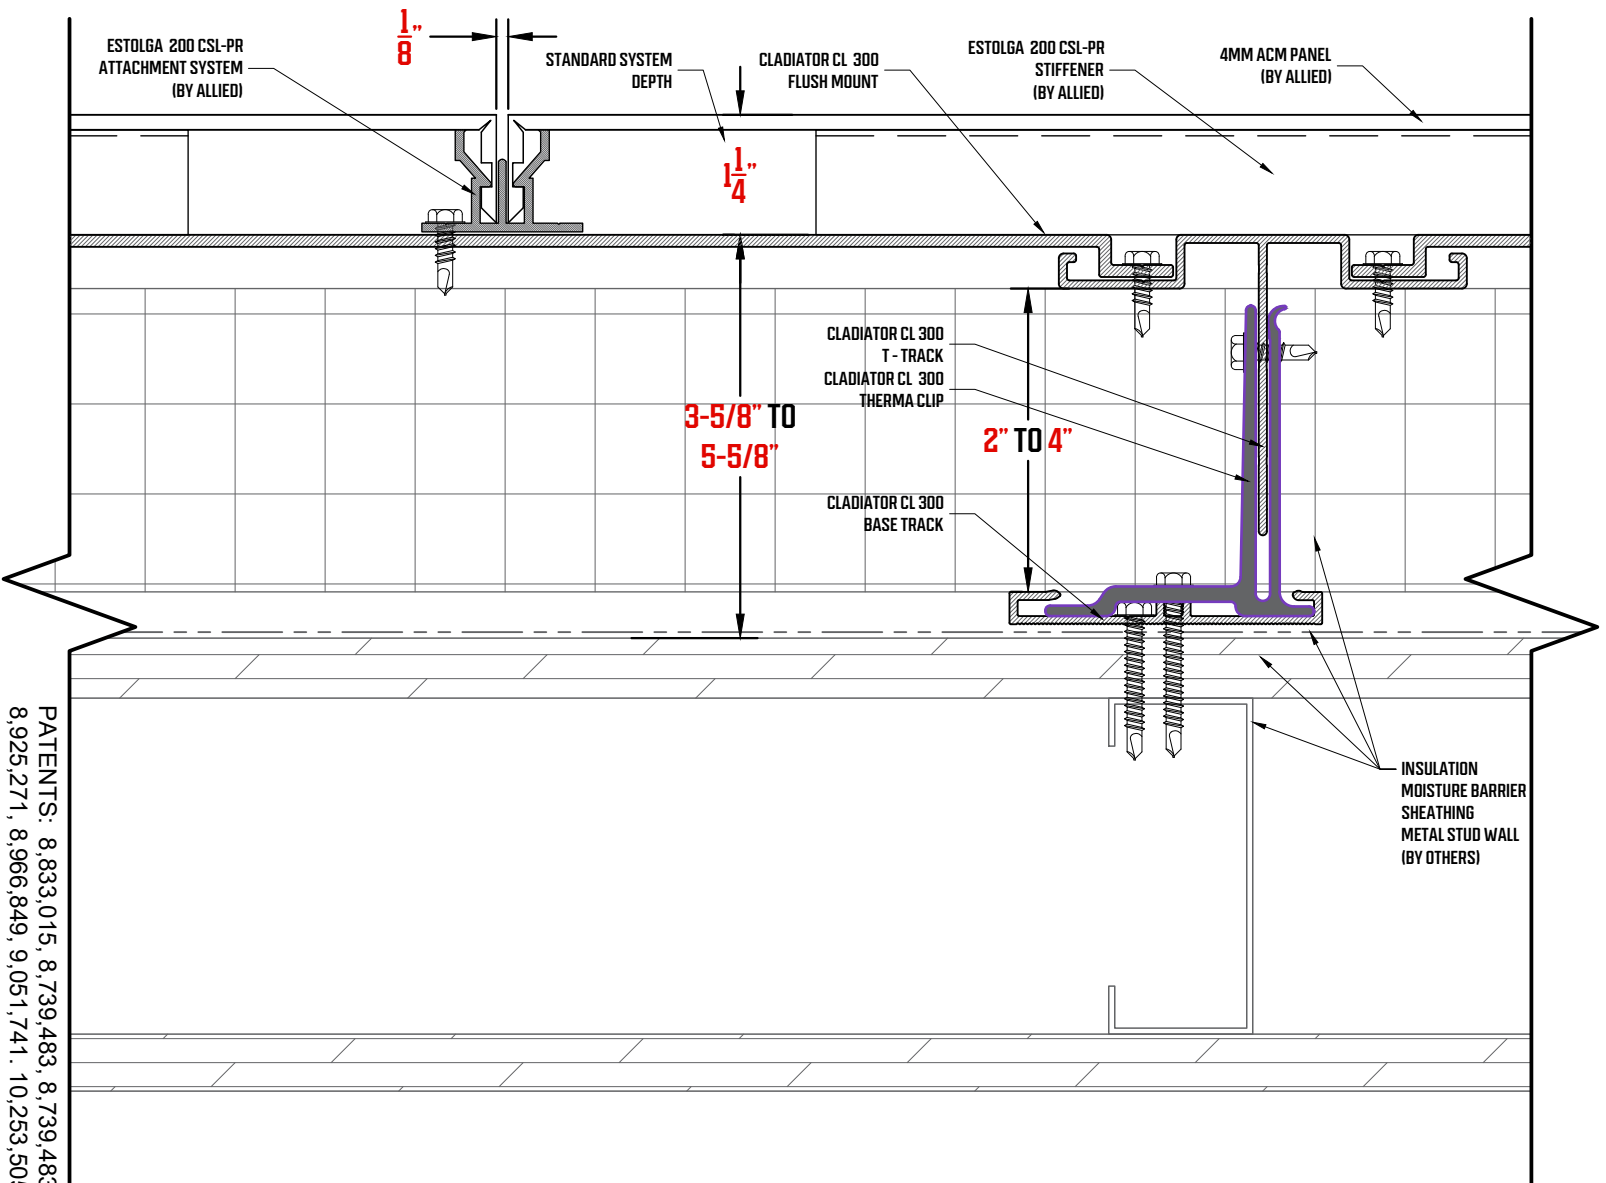 1/8"
ESTOLGA 200 CSL-PR
ATTACHMENT SYSTEM
(BY ALLIED)
STANDARD SYSTEM
DEPTH
CLADIATOR CL 300
FLUSH MOUNT
ESTOLGA 200 CSL-PR
STIFFENER
(BY ALLIED)
4MM ACM PANEL
(BY ALLIED)
1 1/4"
CLADIATOR CL 300
T - TRACK
CLADIATOR CL 300
THERMA CLIP
3-5/8" TO
5-5/8"
2" TO 4"
CLADIATOR CL 300
BASE TRACK
INSULATION
MOISTURE BARRIER
SHEATHING
METAL STUD WALL
(BY OTHERS)
PATENTS: 8,833,015, 8,739,483, 8,739,483
8,925,271, 8,966,849, 9,051,741. 10,253,505